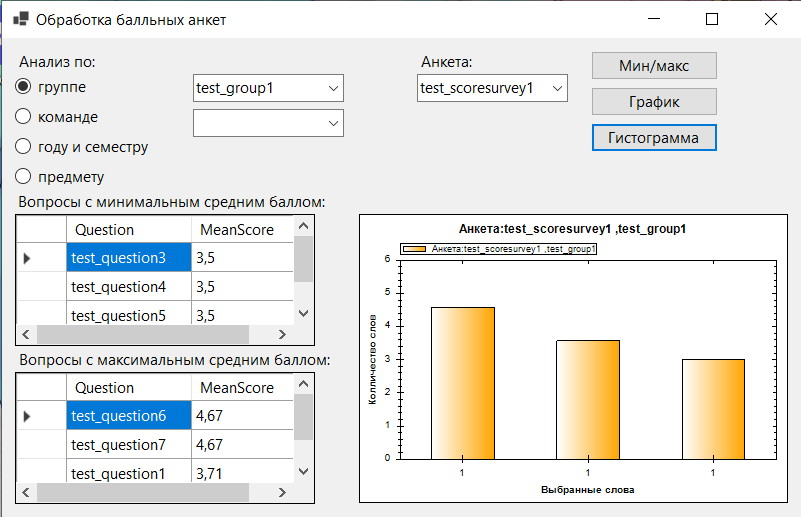 Обработка балльных анкет
Анализ по:
группе
команде
году и семестру
предмету
test_group1
Анкета:
test_scoresurvey1
Мин/макс
График
Гистограмма
Вопросы с минимальным средним баллом:
Question MeanScore
test_question3 3,5
test_question4 3,5
test_question5 3,5
Вопросы с максимальным средним баллом:
Question MeanScore
test_question6 4,67
test_question7 4,67
test_question1 3,71
Анкета:test_scoresurvey1 ,test_group1
Анкета:test_scoresurvey1 ,test_group1
6
5
4
3
2
1
0
Колличество слов
1 1 1
Выбранные слова